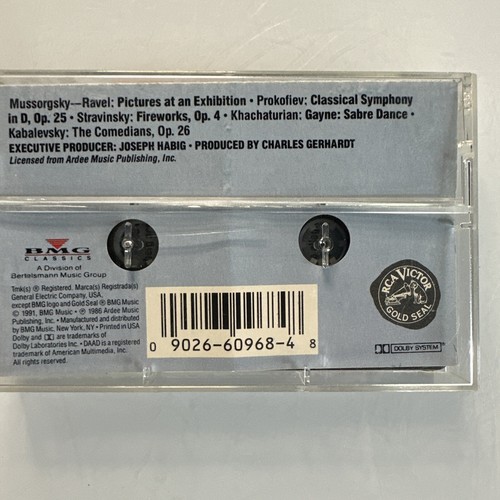 Mussorgsky—Ravel: Pictures at an Exhibition • Prokofiev: Classical Symphony
in D, Op. 25 • Stravinsky: Fireworks, Op. 4 • Khachaturian: Gayne: Sabre Dance •
Kabalevsky: The Comedians, Op. 26
EXECUTIVE PRODUCER: JOSEPH HABIG • PRODUCED BY CHARLES GERHARDT
Licensed from Ardee Music Publishing, Inc.
BMG
CLASSICS
A Division of
Bertelsmann Music Group
Tmk(s) ® Registered. Marca(s) Registrada(s)
General Electric Company, USA,
except BMG logo and Gold Seal ® BMG Music
© 1991, BMG Music • ℗ 1986 Ardee Music
Publishing, Inc. • Manufactured and distributed
by BMG Music, New York, NY • Printed in USA
Dolby and DD are trademarks of
Dolby Laboratories Inc. • DAAD is a registered
trademark of American Multimedia, Inc.
All rights reserved.
0 9026-60968-4 8
RCA VICTOR
GOLD SEAL
DOLBY SYSTEM